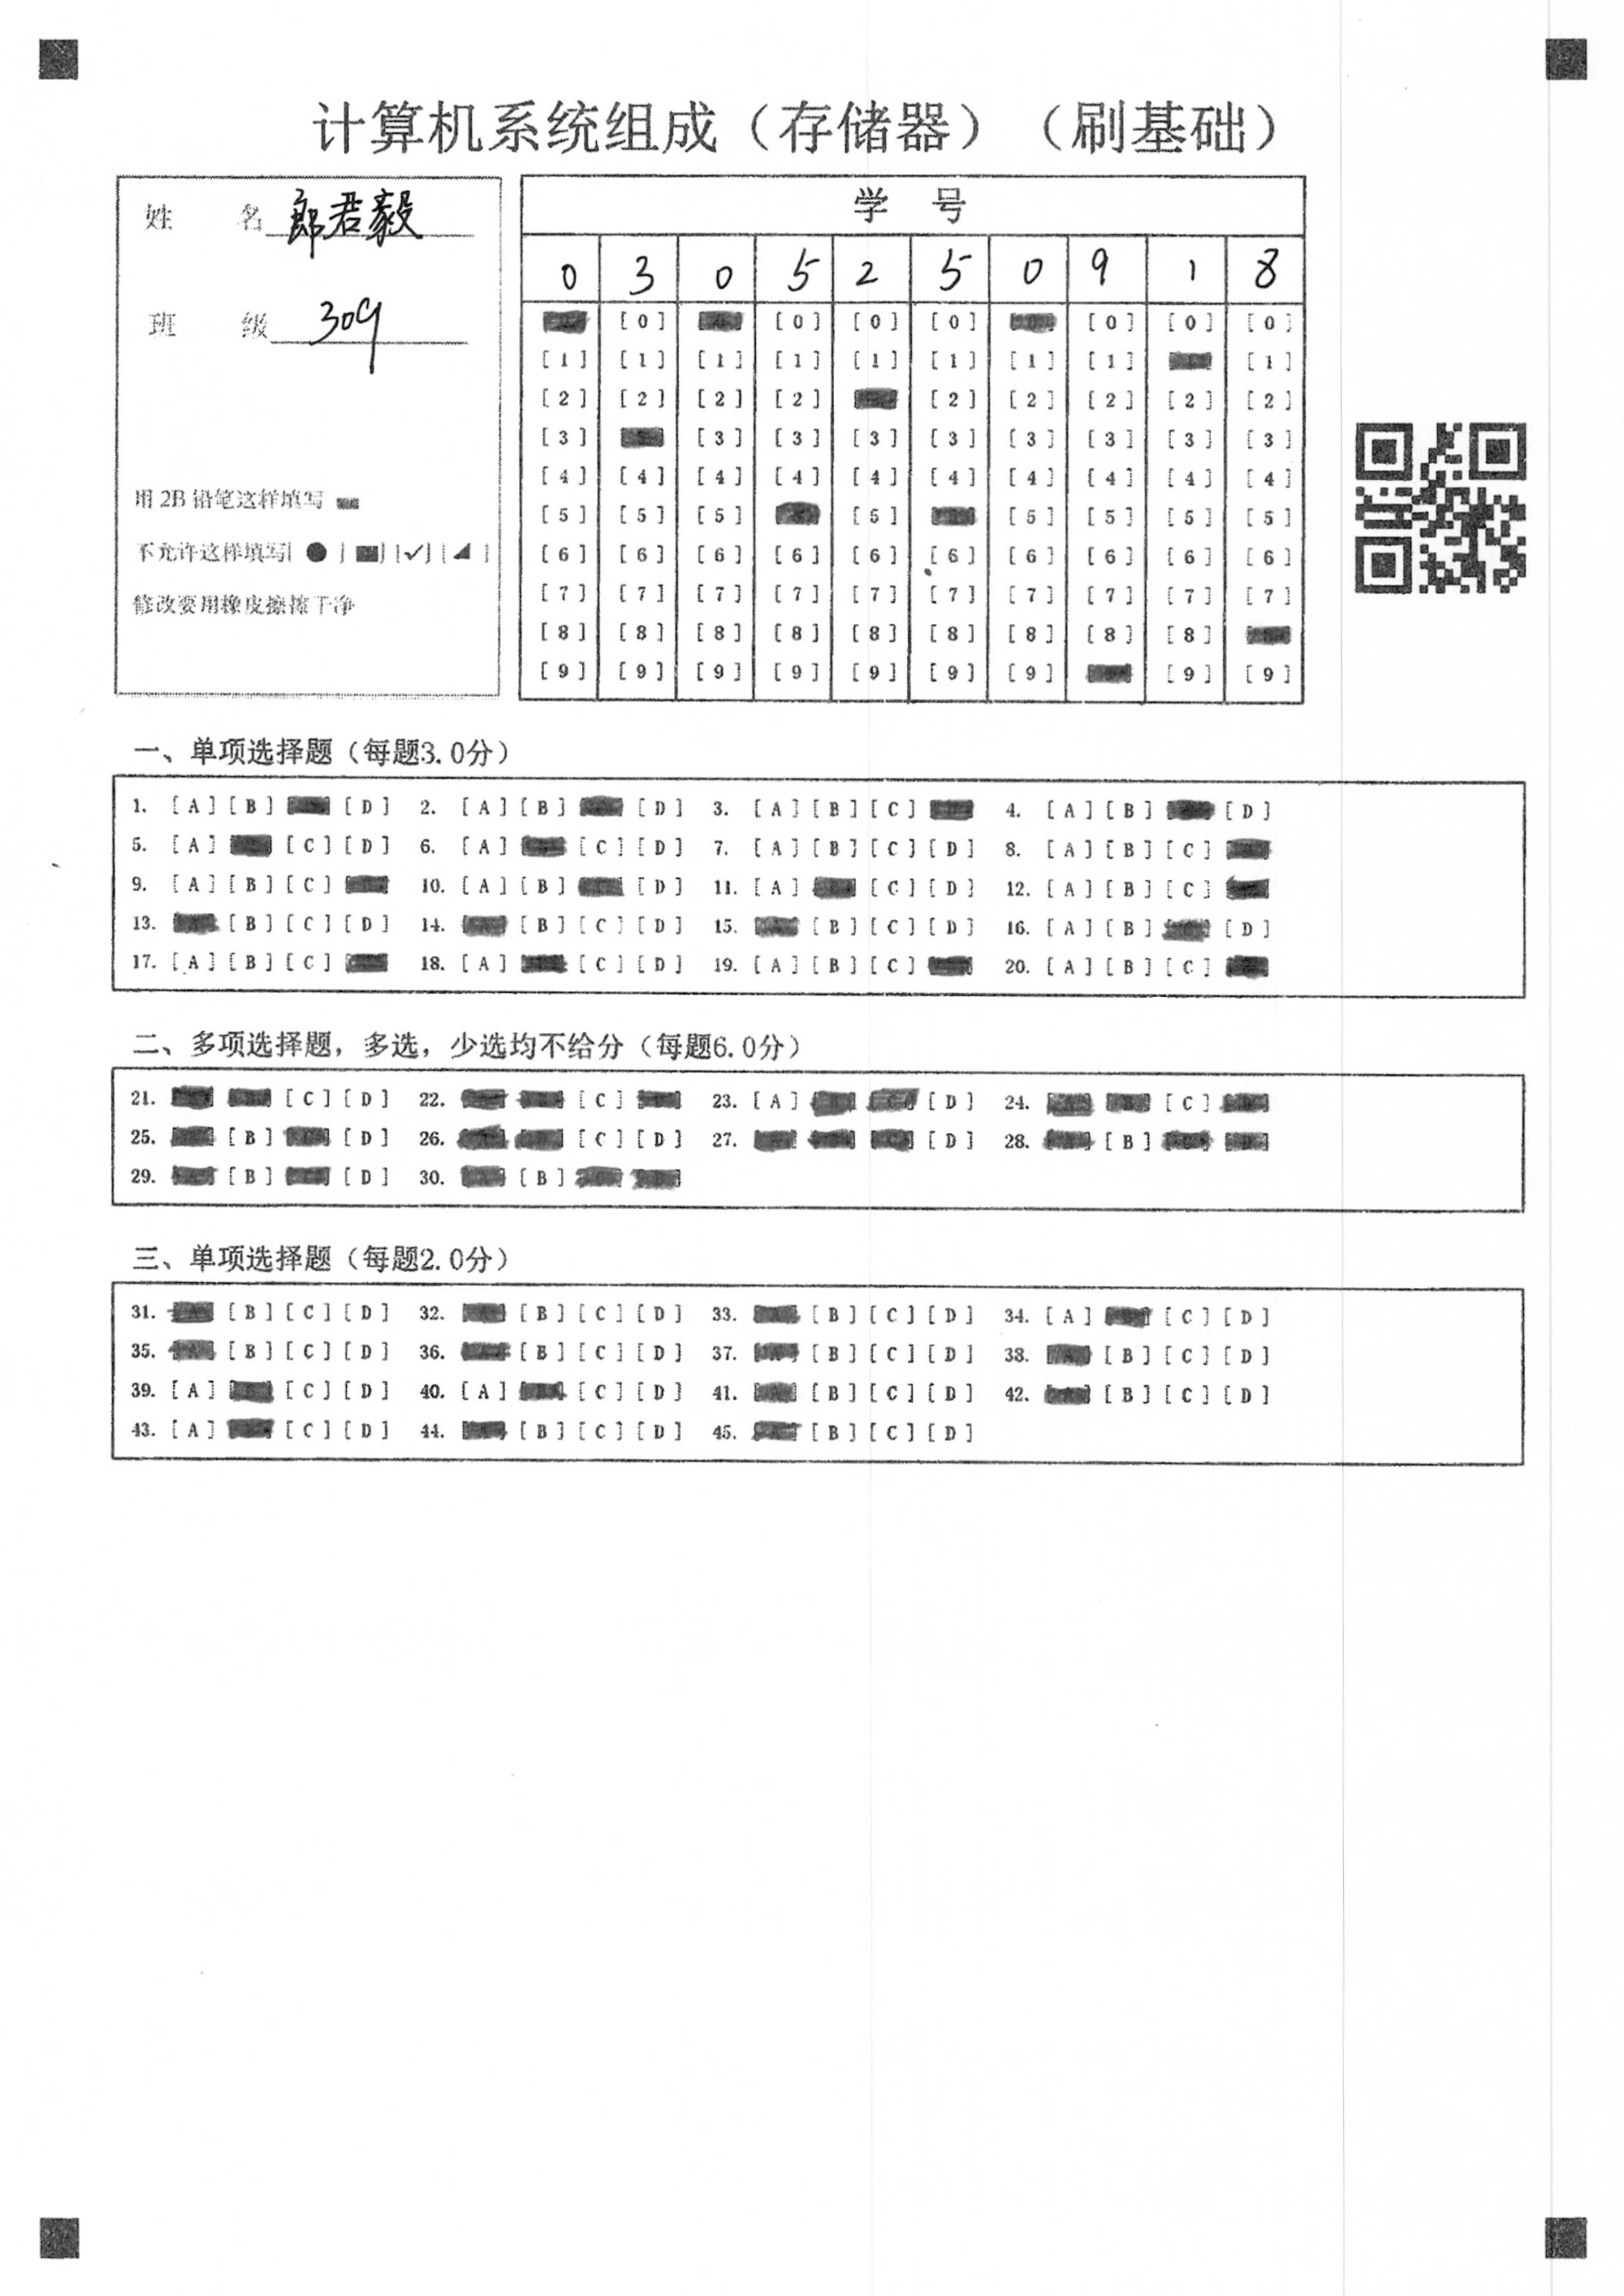 计算机系统组成（存储器）（刷基础）
姓 名 郎君毅
班 级 309
用 2B 铅笔这样填写
不允许这样填写
修改要用橡皮擦擦干净
学 号
0 3 0 5 2 5 0 9 1 8
[0] [0] [0] [0] [0] [0] [0]
[1] [1] [1] [1] [1] [1] [1] [1] [1]
[2] [2] [2] [2] [2] [2] [2] [2] [2]
[3] [3] [3] [3] [3] [3] [3] [3] [3]
[4] [4] [4] [4] [4] [4] [4] [4] [4] [4]
[5] [5] [5] [5] [5] [5] [5] [5]
[6] [6] [6] [6] [6] [6] [6] [6] [6] [6]
[7] [7] [7] [7] [7] [7] [7] [7] [7] [7]
[8] [8] [8] [8] [8] [8] [8] [8] [8]
[9] [9] [9] [9] [9] [9] [9] [9] [9]
一、单项选择题（每题3.0分）
1. [A] [B] [D] 2. [A] [B] [D] 3. [A] [B] [C] 4. [A] [B] [D]
5. [A] [C] [D] 6. [A] [C] [D] 7. [A] [B] [C] [D] 8. [A] [B] [C]
9. [A] [B] [C] 10. [A] [B] [D] 11. [A] [C] [D] 12. [A] [B] [C]
13. [B] [C] [D] 14. [B] [C] [D] 15. [B] [C] [D] 16. [A] [B] [D]
17. [A] [B] [C] 18. [A] [C] [D] 19. [A] [B] [C] 20. [A] [B] [C]
二、多项选择题，多选，少选均不给分（每题6.0分）
21. [C] [D] 22. [C] 23. [A] [D] 24. [C]
25. [B] [D] 26. [C] [D] 27. [D] 28. [B]
29. [B] [D] 30. [B]
三、单项选择题（每题2.0分）
31. [B] [C] [D] 32. [B] [C] [D] 33. [B] [C] [D] 34. [A] [C] [D]
35. [B] [C] [D] 36. [B] [C] [D] 37. [B] [C] [D] 38. [B] [C] [D]
39. [A] [C] [D] 40. [A] [C] [D] 41. [B] [C] [D] 42. [B] [C] [D]
43. [A] [C] [D] 44. [B] [C] [D] 45. [B] [C] [D]